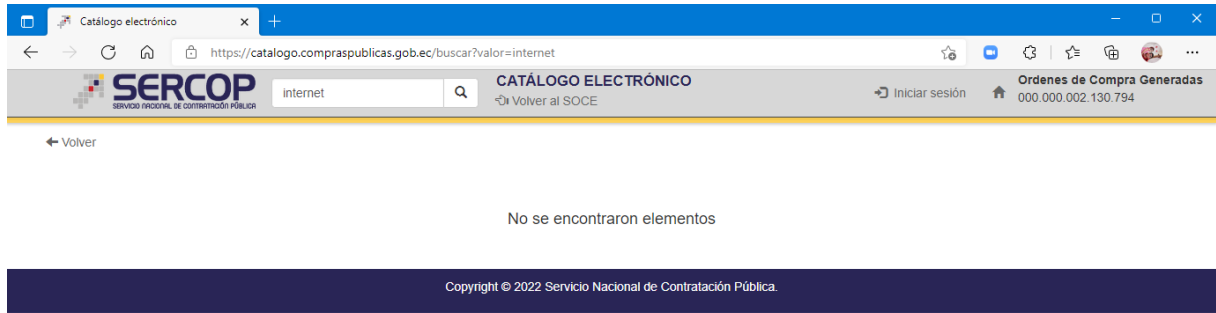 Catálogo electrónico
https://catalogo.compraspublicas.gob.ec/buscar?valor=internet
SERCOP
SERVICIO NACIONAL DE CONTRATACIÓN PÚBLICA
internet
CATÁLOGO ELECTRÓNICO
Volver al SOCE
Iniciar sesión
Ordenes de Compra Generadas
000.000.002.130.794
Volver
No se encontraron elementos
Copyright © 2022 Servicio Nacional de Contratación Pública.